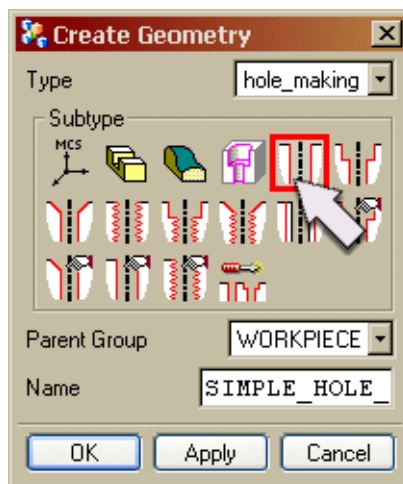 Create Geometry
Type hole_making
Subtype
MCS
Parent Group WORKPIECE
Name SIMPLE_HOLE_
OK Apply Cancel